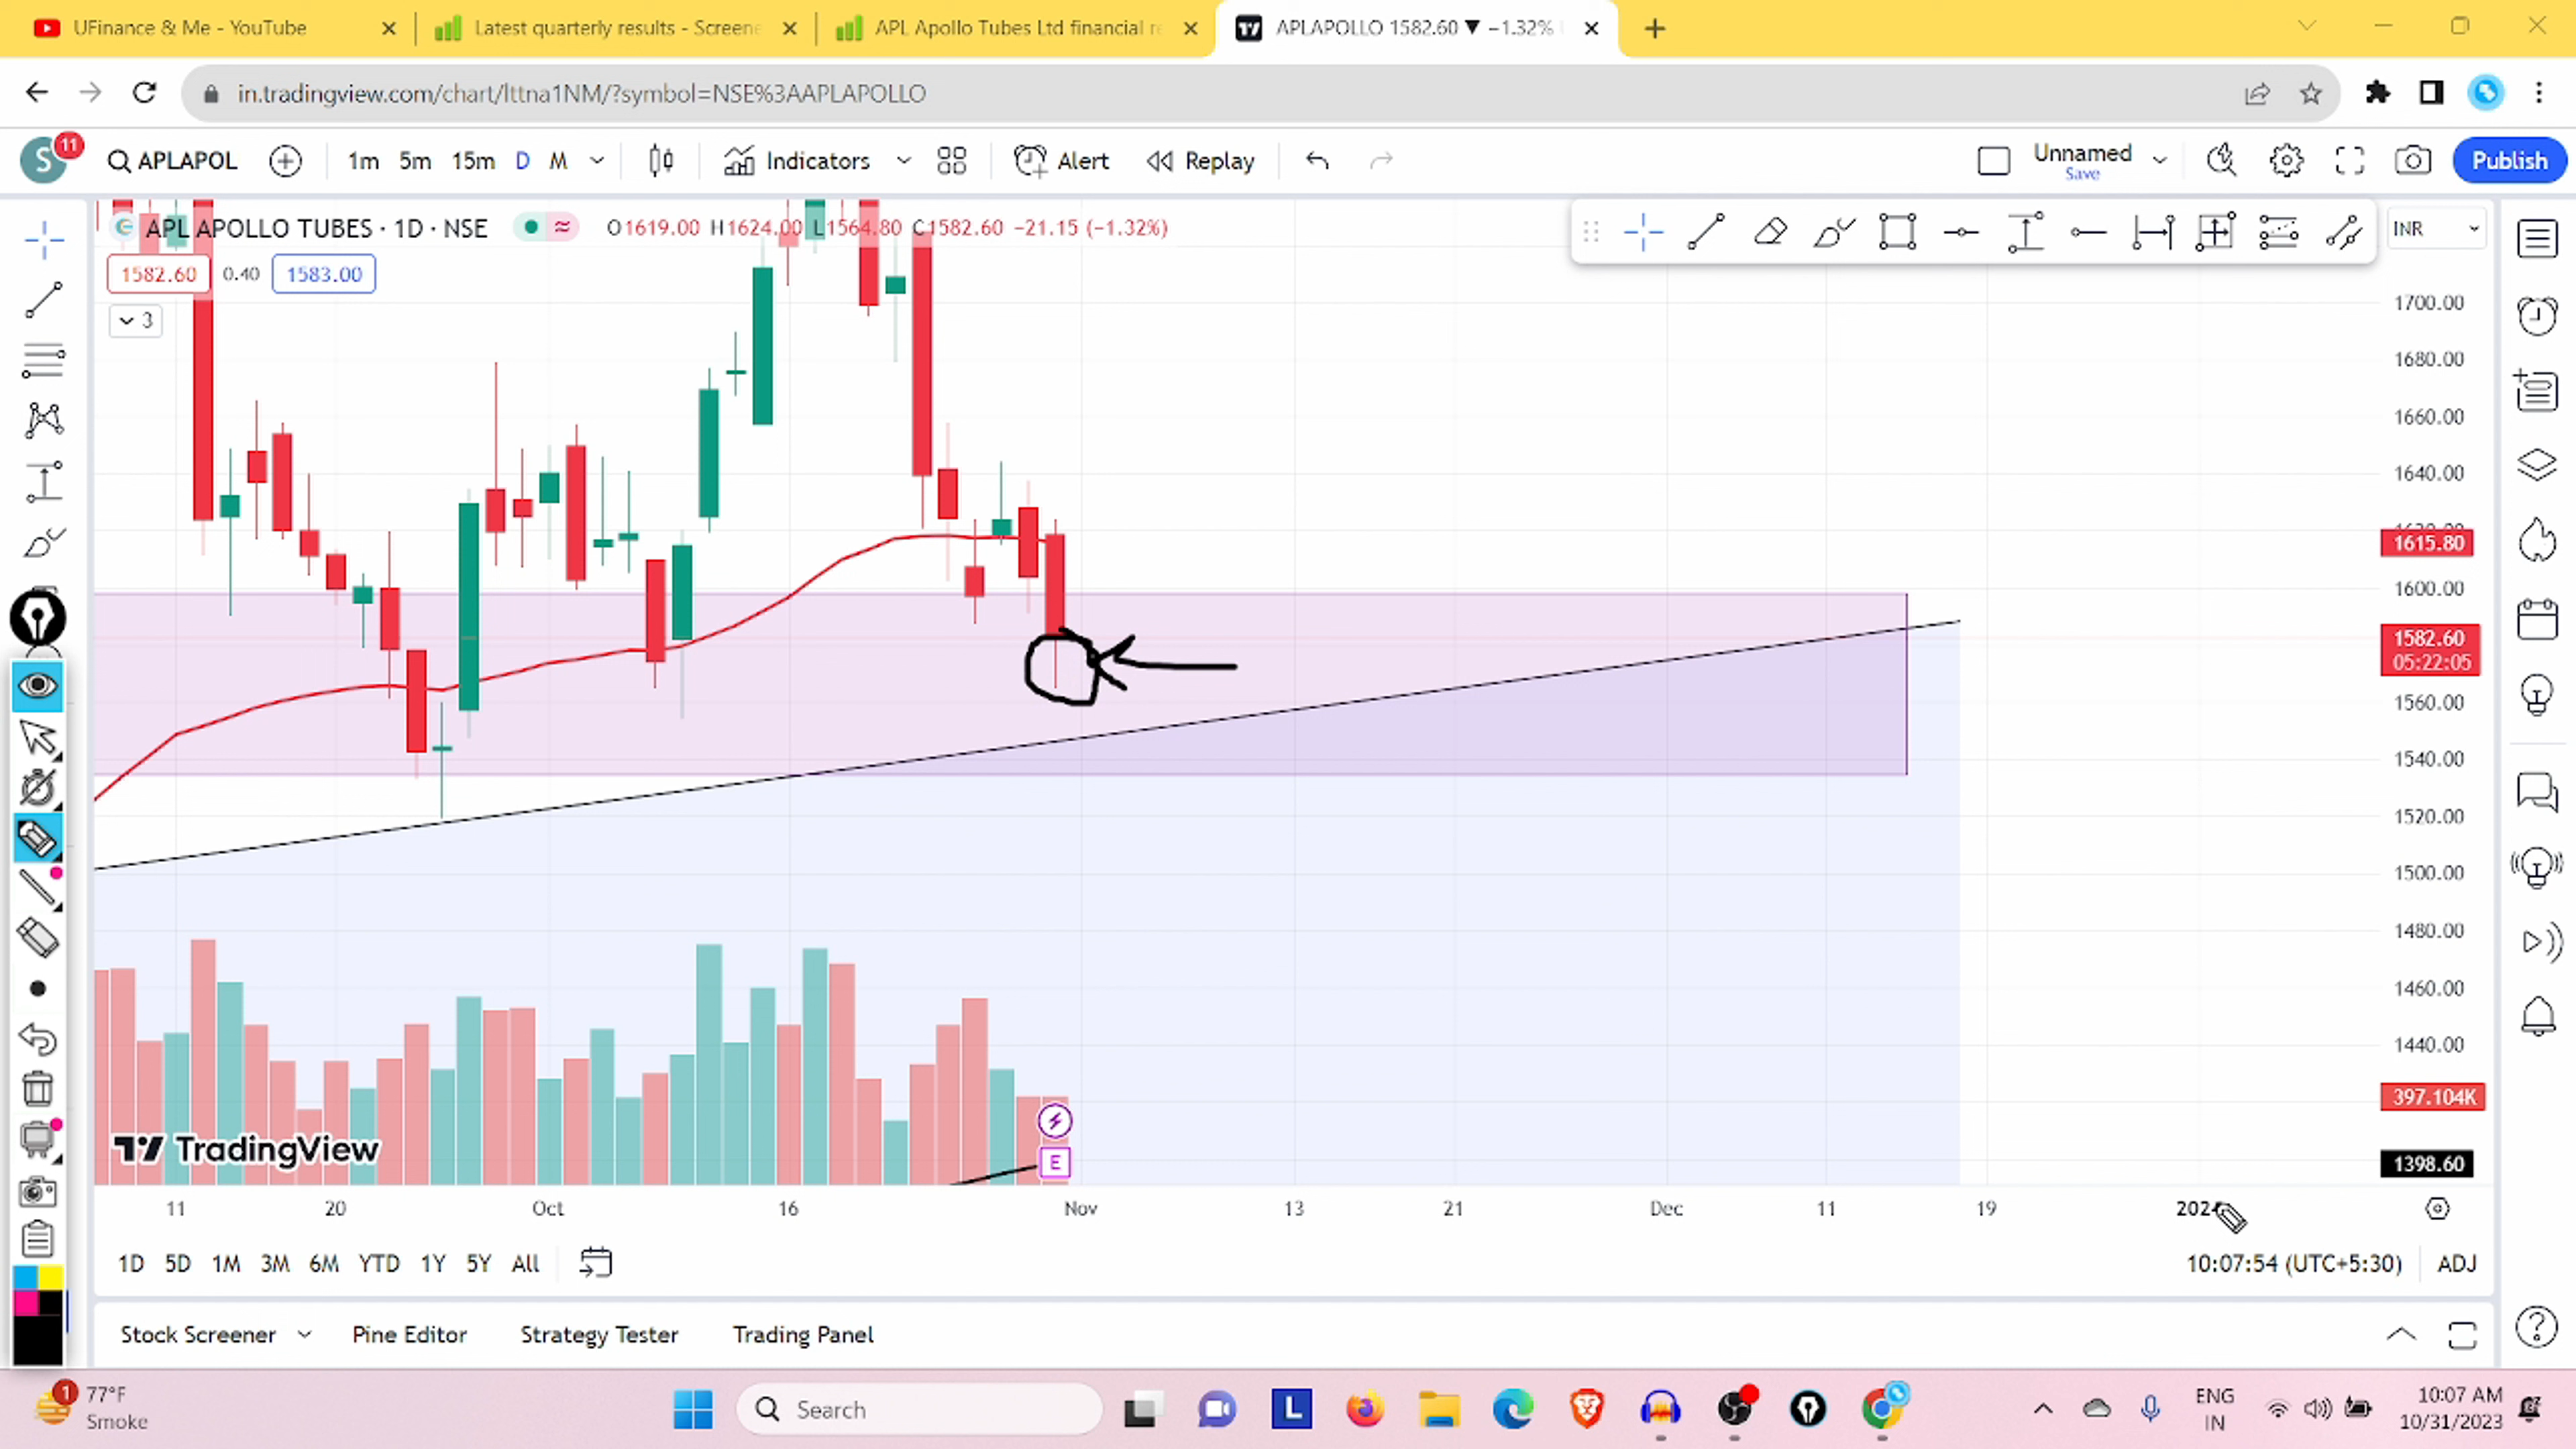 UFinance & Me - YouTube
Latest quarterly results - Screene
APL Apollo Tubes Ltd financial re
APLAPOLLO 1582.60 ▼ −1.32%
in.tradingview.com/chart/lttna1NM/?symbol=NSE%3AAPLAPOLLO
S 11 APLAPOL 1m 5m 15m D M Indicators Alert Replay Unnamed Save Publish
APL APOLLO TUBES · 1D · NSE O1619.00 H1624.00 L1564.80 C1582.60 −21.15 (−1.32%)
INR
1582.60 0.40 1583.00
3
1700.00
1680.00
1660.00
1640.00
1620.00
1615.80
1600.00
1582.60
05:22:05
1560.00
1540.00
1520.00
1500.00
1480.00
1460.00
1440.00
397.104K
1398.60
E
TradingView
11 20 Oct 16 Nov 13 21 Dec 11 19 2024
1D 5D 1M 3M 6M YTD 1Y 5Y All
10:07:54 (UTC+5:30) ADJ
Stock Screener Pine Editor Strategy Tester Trading Panel
1 77°F
Smoke
Search
L
ENG
IN
10:07 AM
10/31/2023